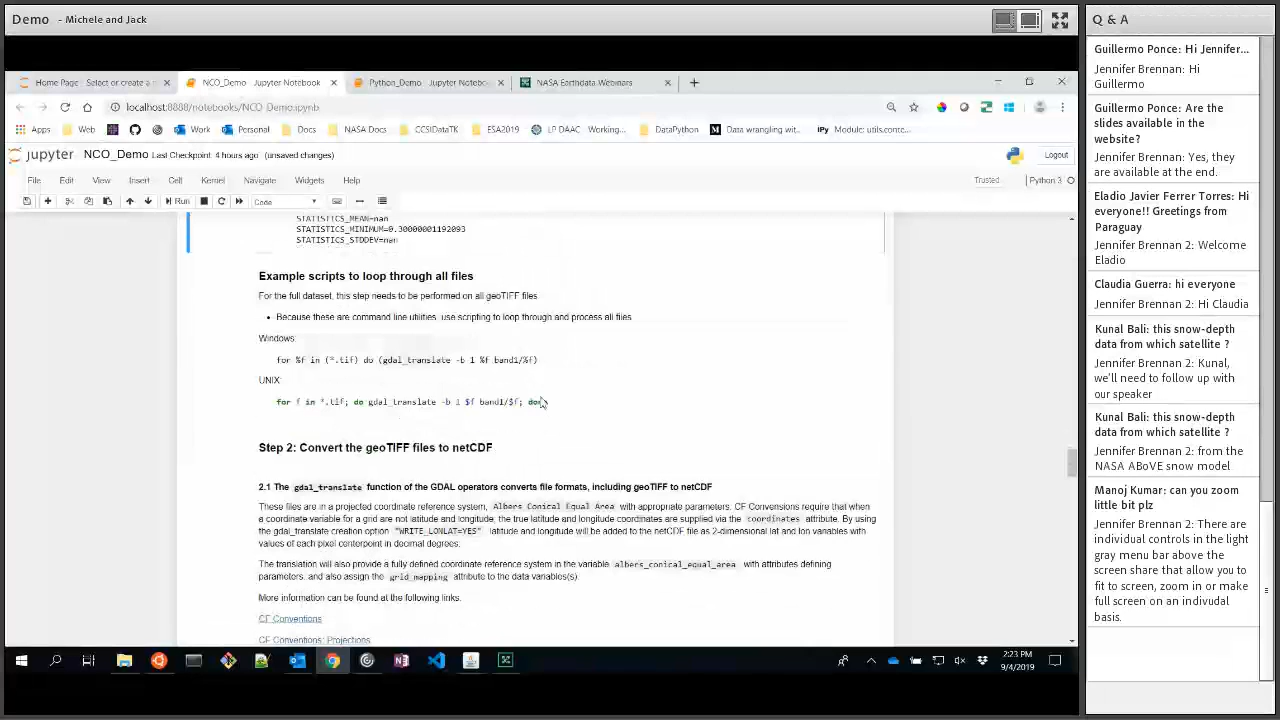 Demo - Michele and Jack
Home Page - Select or create a n
NCO_Demo - Jupyter Notebook
Python_Demo - Jupyter Notebook
NASA Earthdata Webinars
localhost:8888/notebooks/NCO_Demo.ipynb
Apps Web Work Personal Docs NASA Docs CCSIDataTK ESA2019 LP DAAC Working... DataPython Data wrangling wit... Module: utils.conte...
jupyter NCO_Demo Last Checkpoint 4 hours ago (unsaved changes) Logout
File Edit View Insert Cell Kernel Navigate Widgets Help Trusted Python 3
Run Code
STATISTICS_MEAN=nan
STATISTICS_MINIMUM=0.30000001192093
STATISTICS_STDDEV=nan
Example scripts to loop through all files
For the full dataset, this step needs to be performed on all geoTIFF files
Because these are command line utilities use scripting to loop through and process all files
Windows:
for %f in (*.tif) do (gdal_translate -b 1 %f band1/%f)
UNIX:
for f in *.tif; do gdal_translate -b 1 $f band1/$f; done
Step 2: Convert the geoTIFF files to netCDF
2.1 The gdal_translate function of the GDAL operators converts file formats, including geoTIFF to netCDF
These files are in a projected coordinate reference system, Albers Conical Equal Area with appropriate parameters. CF Convensions require that when
a coordinate variable for a grid are not latitude and longitude, the true latitude and longitude coordinates are supplied via the coordinates attribute. By using
the gdal_translate creation option "WRITE_LONLAT=YES" latitude and longitude will be added to the netCDF file as 2-dimensional lat and lon variables with
values of each pixel centerpoint in decimal degrees.
The translation will also provide a fully defined coordinate reference system in the variable albers_conical_equal_area with attributes defining
parameters, and also assign the grid_mapping attribute to the data variables(s)
More information can be found at the following links.
CF Conventions
CF Conventions: Projections
2:23 PM
9/4/2019
Q & A
Guillermo Ponce: Hi Jennifer...
Jennifer Brennan: Hi
Guillermo
Guillermo Ponce: Are the
slides available in the
website?
Jennifer Brennan: Yes, they
are available at the end.
Eladio Javier Ferrer Torres: Hi
everyone!! Greetings from
Paraguay
Jennifer Brennan 2: Welcome
Eladio
Claudia Guerra: hi everyone
Jennifer Brennan 2: Hi Claudia
Kunal Bali: this snow-depth
data from which satellite ?
Jennifer Brennan 2: Kunal,
we'll need to follow up with
our speaker
Kunal Bali: this snow-depth
data from which satellite ?
Jennifer Brennan 2: from the
NASA ABoVE snow model
Manoj Kumar: can you zoom
little bit plz
Jennifer Brennan 2: There are
individual controls in the light
gray menu bar above the
screen share that allow you to
fit to screen, zoom in or make
full screen on an indivudal
basis.